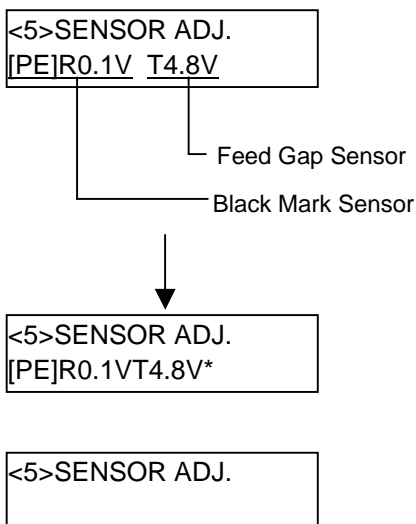 <5>SENSOR ADJ.
[PE]R0.1V T4.8V
Feed Gap Sensor
Black Mark Sensor
<5>SENSOR ADJ.
[PE]R0.1VT4.8V*
<5>SENSOR ADJ.